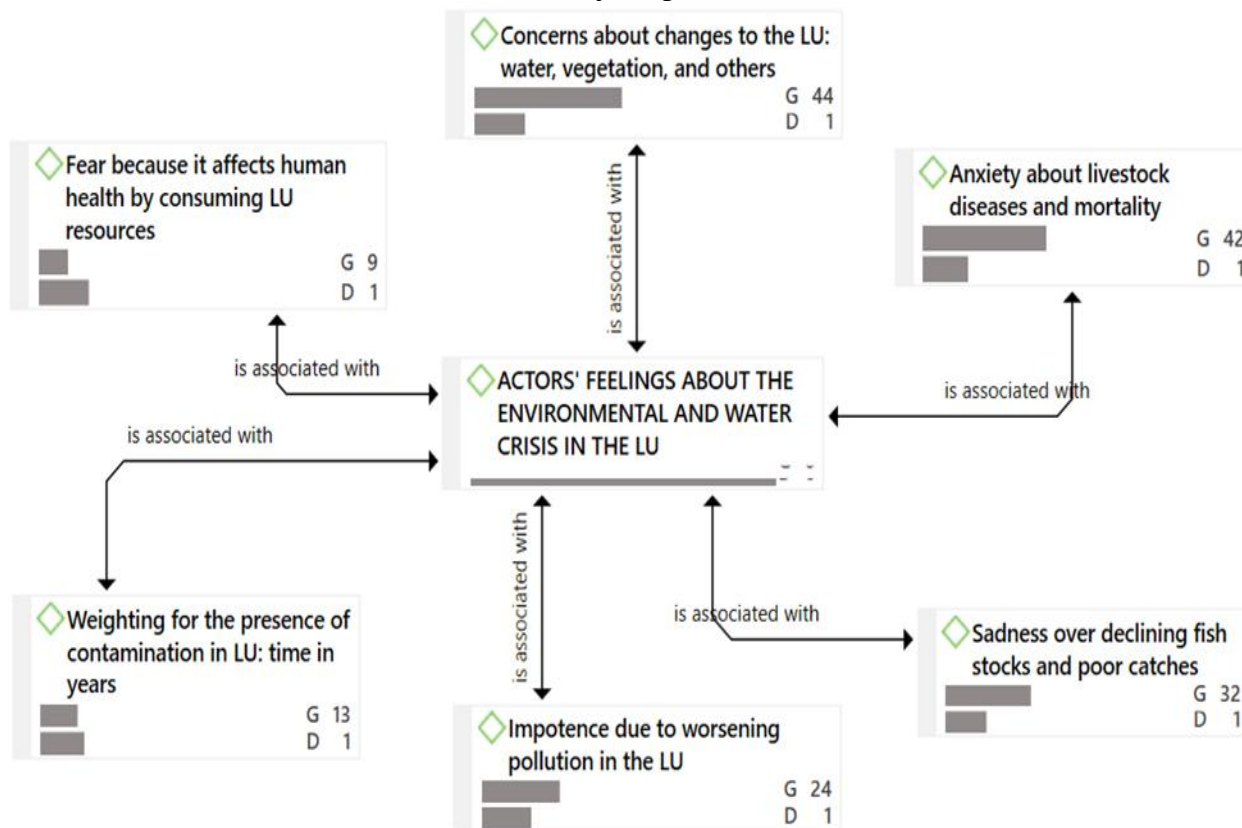 Concerns about changes to the LU:
water, vegetation, and others
G 44
D 1
Fear because it affects human
health by consuming LU
resources
G 9
D 1
Anxiety about livestock
diseases and mortality
G 42
D 1
is associated with
is associated with
is associated with
is associated with
ACTORS' FEELINGS ABOUT THE
ENVIRONMENTAL AND WATER
CRISIS IN THE LU
is associated with
is associated with
Weighting for the presence of
contamination in LU: time in
years
G 13
D 1
Impotence due to worsening
pollution in the LU
G 24
D 1
Sadness over declining fish
stocks and poor catches
G 32
D 1